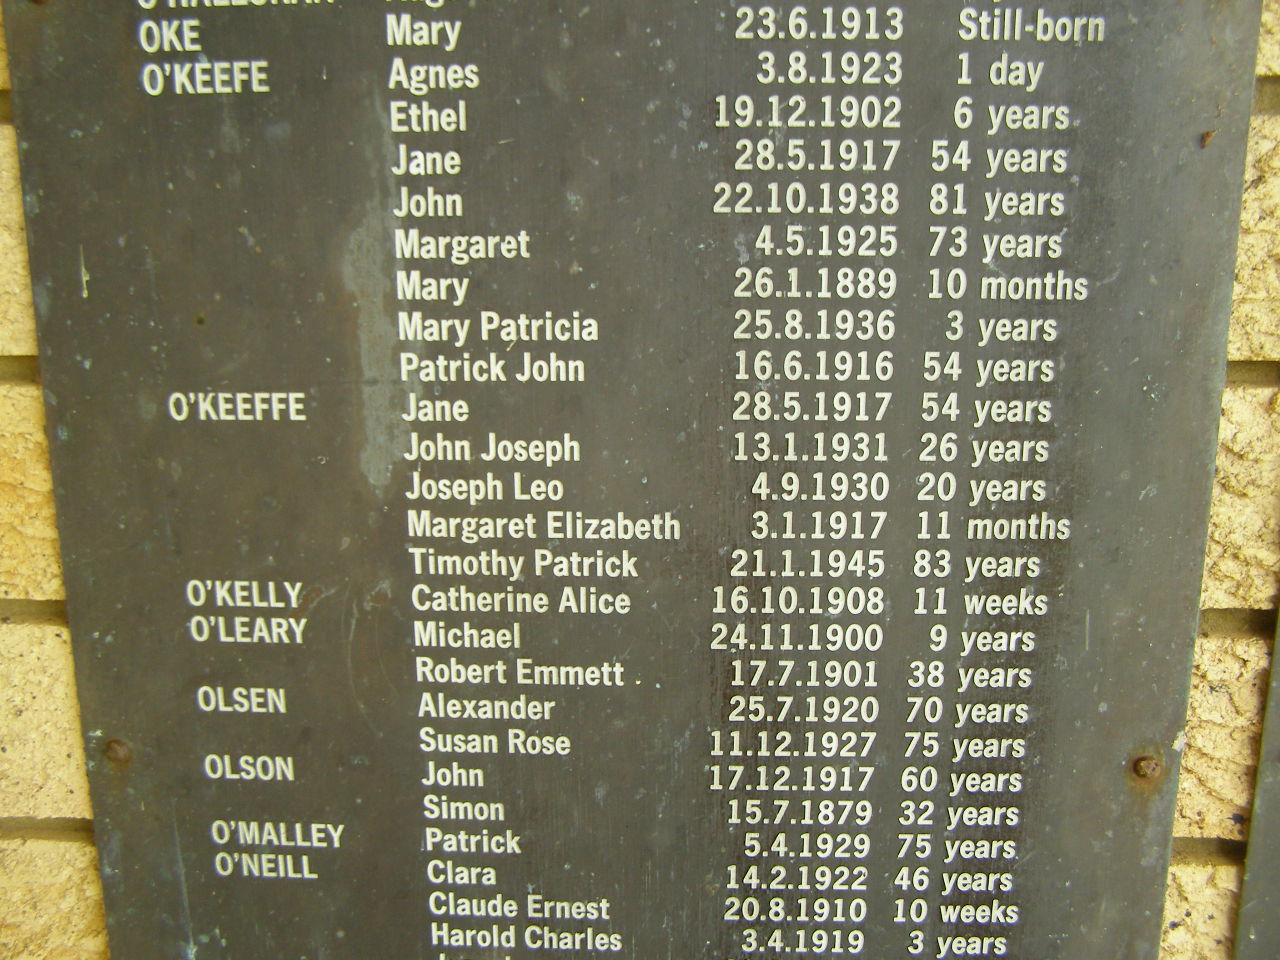 OKE Mary 23.6.1913 Still-born
O'KEEFE Agnes 3.8.1923 1 day
Ethel 19.12.1902 6 years
Jane 28.5.1917 54 years
John 22.10.1938 81 years
Margaret 4.5.1925 73 years
Mary 26.1.1889 10 months
Mary Patricia 25.8.1936 3 years
Patrick John 16.6.1916 54 years
O'KEEFFE Jane 28.5.1917 54 years
John Joseph 13.1.1931 26 years
Joseph Leo 4.9.1930 20 years
Margaret Elizabeth 3.1.1917 11 months
Timothy Patrick 21.1.1945 83 years
O'KELLY Catherine Alice 16.10.1908 11 weeks
O'LEARY Michael 24.11.1900 9 years
Robert Emmett 17.7.1901 38 years
OLSEN Alexander 25.7.1920 70 years
Susan Rose 11.12.1927 75 years
OLSON John 17.12.1917 60 years
Simon 15.7.1879 32 years
O'MALLEY Patrick 5.4.1929 75 years
O'NEILL Clara 14.2.1922 46 years
Claude Ernest 20.8.1910 10 weeks
Harold Charles 3.4.1919 3 years